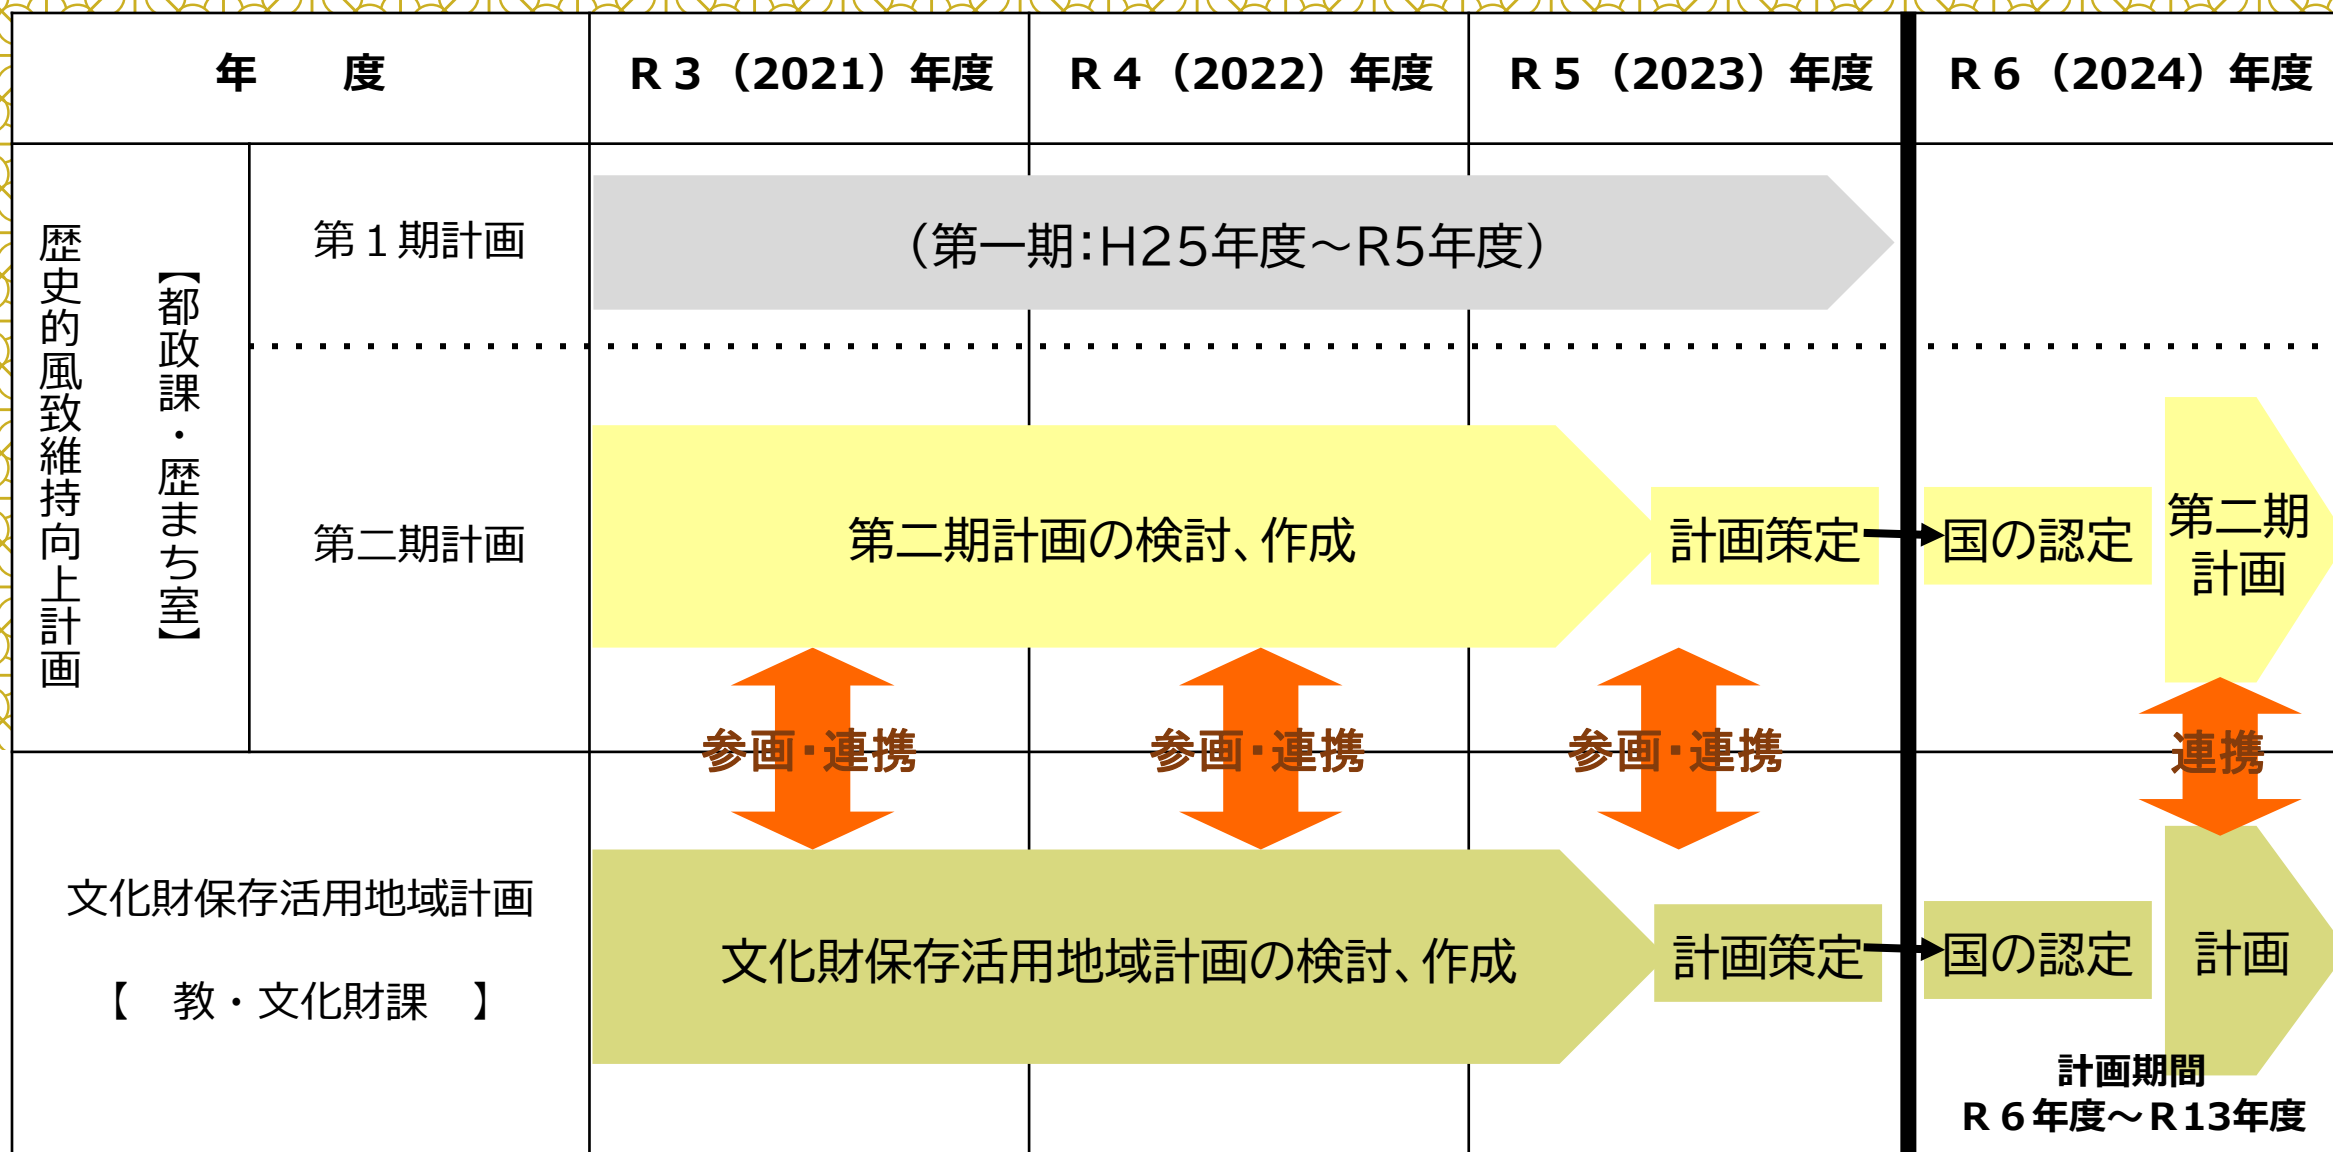 年　度
R３（2021）年度
R４（2022）年度
R５（2023）年度
R６（2024）年度
歴史的風致維持向上計画
【都政課・歴まち室】
第１期計画
（第一期：H25年度～R5年度）
第二期計画
第二期計画の検討、作成
計画策定
国の認定
第二期
計画
参画・連携
参画・連携
参画・連携
連携
文化財保存活用地域計画
【　教・文化財課　】
文化財保存活用地域計画の検討、作成
計画策定
国の認定
計画
計画期間
R６年度～R13年度